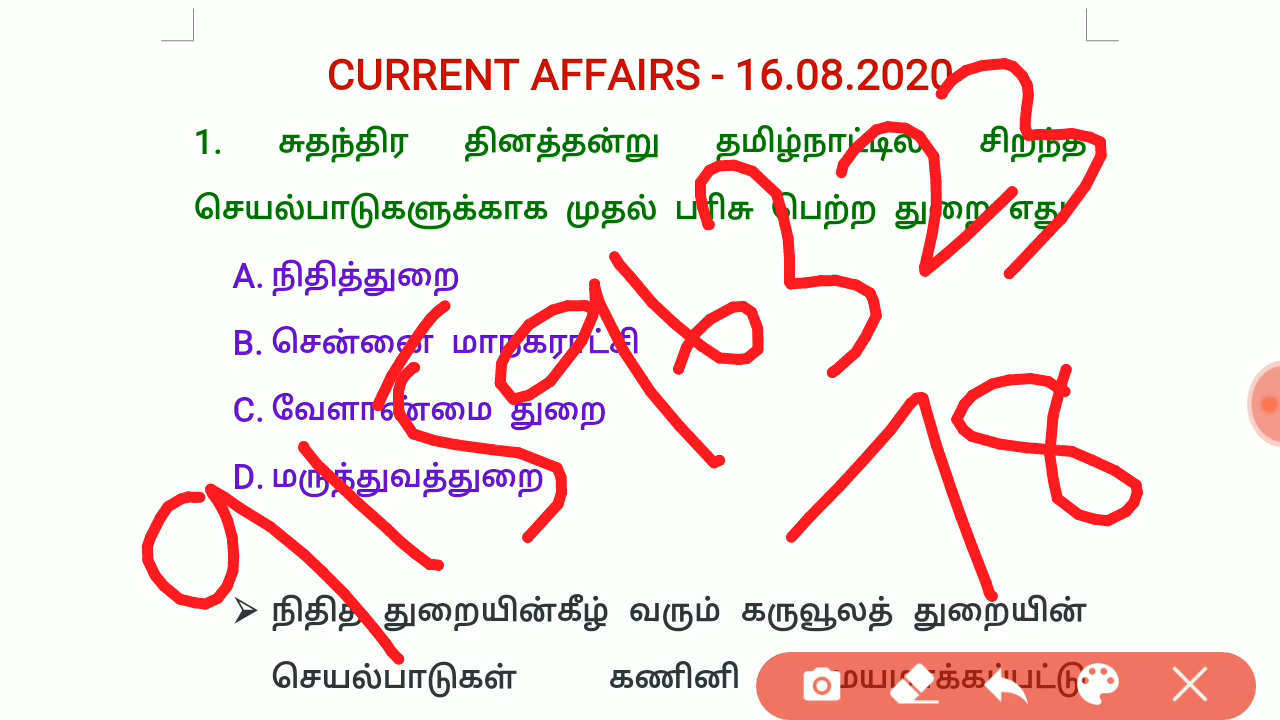 CURRENT AFFAIRS - 16.08.2020
1. சுதந்திர தினத்தன்று தமிழ்நாட்டில் சிறந்த
செயல்பாடுகளுக்காக முதல் பரிசு பெற்ற துறை எது
A. நிதித்துறை
B. சென்னை மாநகராட்சி
C. வேளாண்மை துறை
D. மருத்துவத்துறை
➢ நிதித் துறையின்கீழ் வரும் கருவூலத் துறையின்
செயல்பாடுகள் கணினி